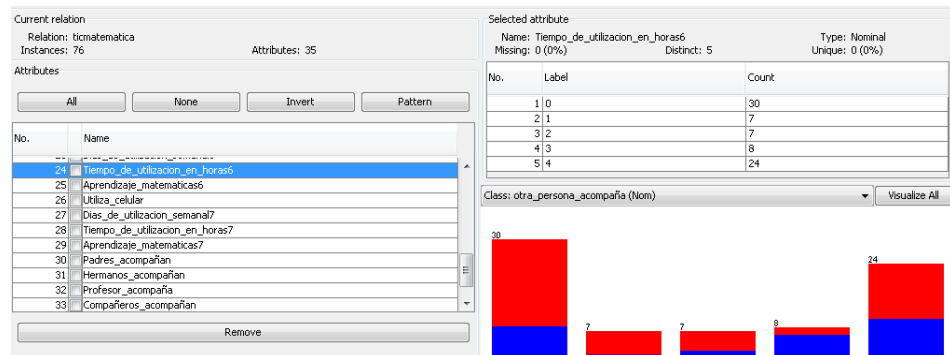 Current relation
Relation: ticmatematica
Instances: 76 Attributes: 35
Attributes
All None Invert Pattern
No. Name
24 Tiempo_de_utilizacion_en_horas6
25 Aprendizaje_matematicas6
26 Utiliza_celular
27 Dias_de_utilizacion_semanal7
28 Tiempo_de_utilizacion_en_horas7
29 Aprendizaje_matematicas7
30 Padres_acompañan
31 Hermanos_acompañan
32 Profesor_acompaña
33 Compañeros_acompañan
Remove
Selected attribute
Name: Tiempo_de_utilizacion_en_horas6 Type: Nominal
Missing: 0 (0%) Distinct: 5 Unique: 0 (0%)
No. Label Count
1 0 30
2 1 7
3 2 7
4 3 8
5 4 24
Class: otra_persona_acompaña (Nom) Visualize All
30
24
7 7 8